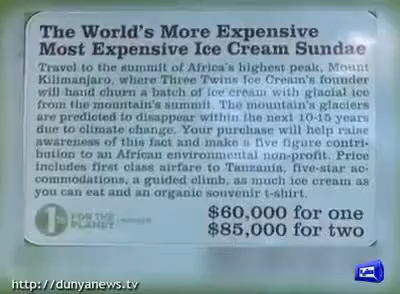 The World's More Expensive
Most Expensive Ice Cream Sundae
Travel to the summit of Africa's highest peak, Mount
Kilimanjaro, where Three Twins Ice Cream's founder
will hand churn a batch of ice cream with glacial ice
from the mountain's summit. The mountain's glaciers
are predicted to disappear within the next 10-15 years
due to climate change. Your purchase will help raise
awareness of this fact and make a five figure contri-
bution to an African environmental non-profit. Price
includes first class airfare to Tanzania, five-star ac-
commodations, a guided climb, as much ice cream as
you can eat and an organic souvenir t-shirt.
1%
FOR THE
PLANET
$60,000 for one
$85,000 for two
http://dunyanews.tv